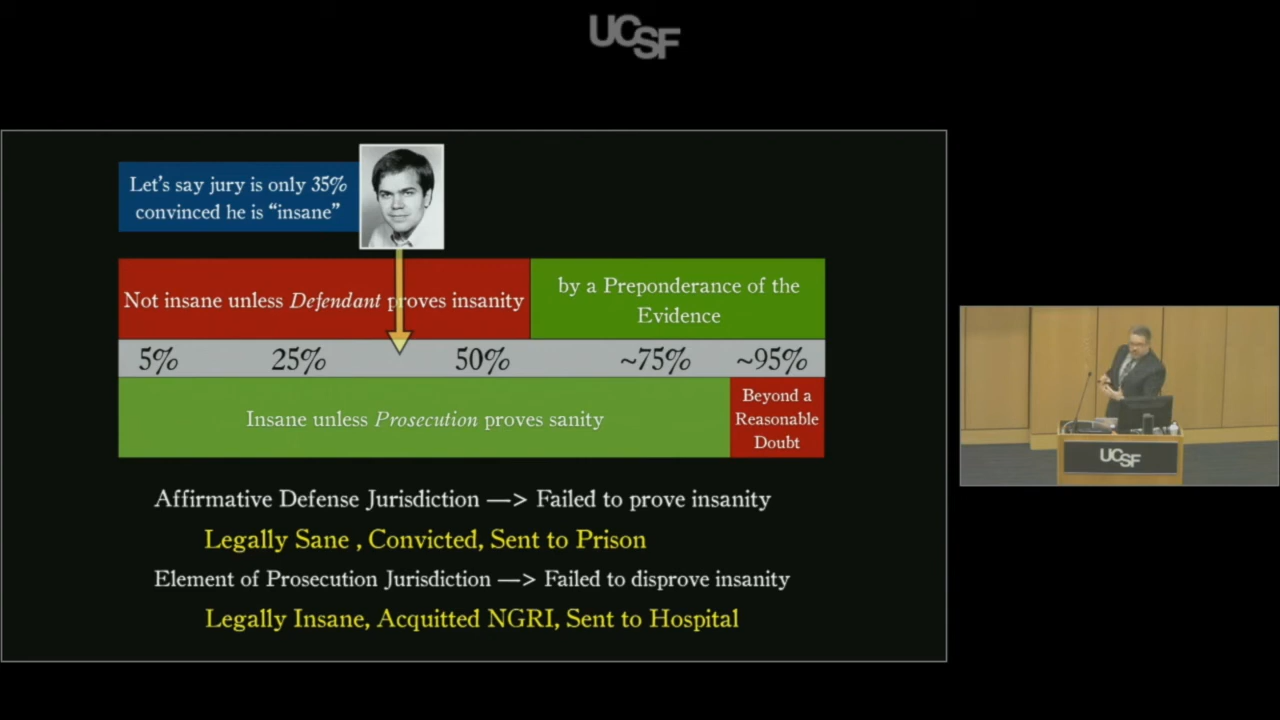 UCSF
Let's say jury is only 35%
convinced he is "insane"
Not insane unless Defendant proves insanity
by a Preponderance of the
Evidence
5% 25% 50% ~75% ~95%
Insane unless Prosecution proves sanity
Beyond a
Reasonable
Doubt
Affirmative Defense Jurisdiction —> Failed to prove insanity
Legally Sane , Convicted, Sent to Prison
Element of Prosecution Jurisdiction —> Failed to disprove insanity
Legally Insane, Acquitted NGRI, Sent to Hospital
UCSF